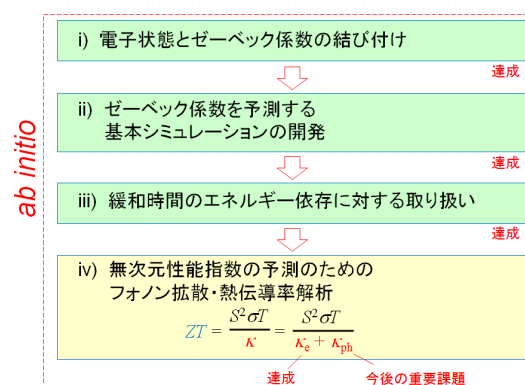 ab initio
i) 電子状態とゼーベック係数の結び付け
達成
ii) ゼーベック係数を予測する
基本シミュレーションの開発
達成
iii) 緩和時間のエネルギー依存に対する取り扱い
達成
iv) 無次元性能指数の予測のための
フォノン拡散・熱伝導率解析
ZT = S²σT / κ = S²σT / (κe + κph)
達成 今後の重要課題